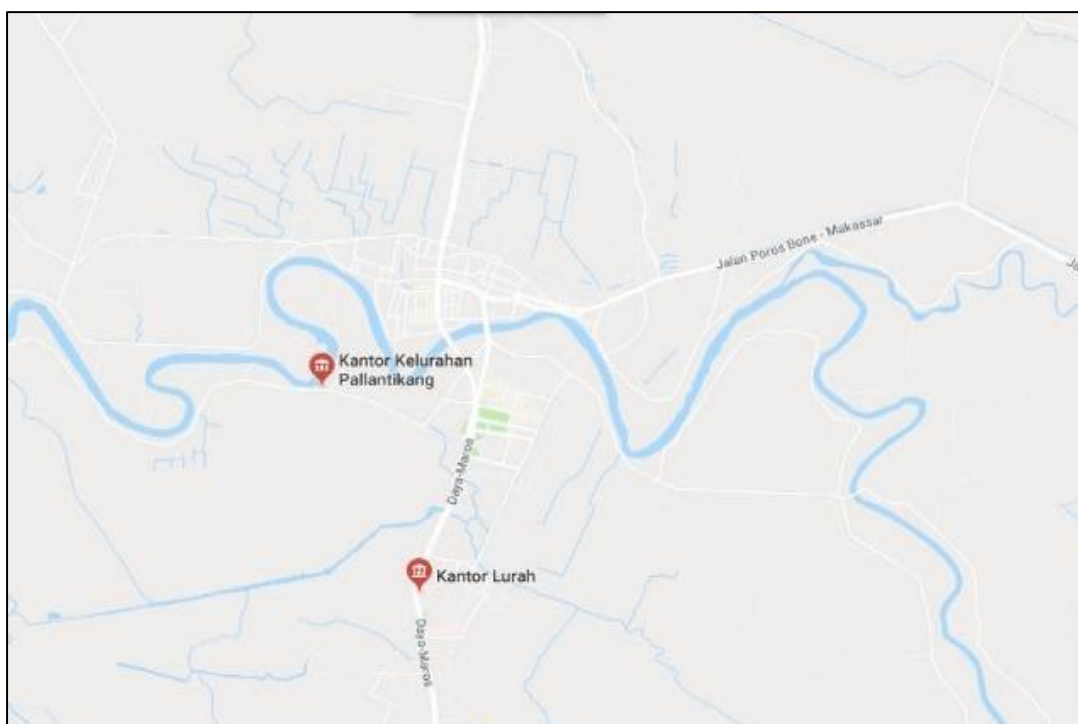 Jalan Poros Bone - Makassar
Kantor Kelurahan
Pallantikang
Daya-Maros
Kantor Lurah
Daya-Maros